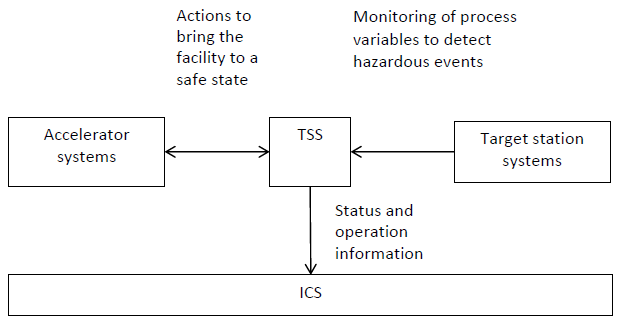 Actions to
bring the
facility to a
safe state
Monitoring of process
variables to detect
hazardous events
Accelerator
systems
TSS
Target station
systems
Status and
operation
information
ICS